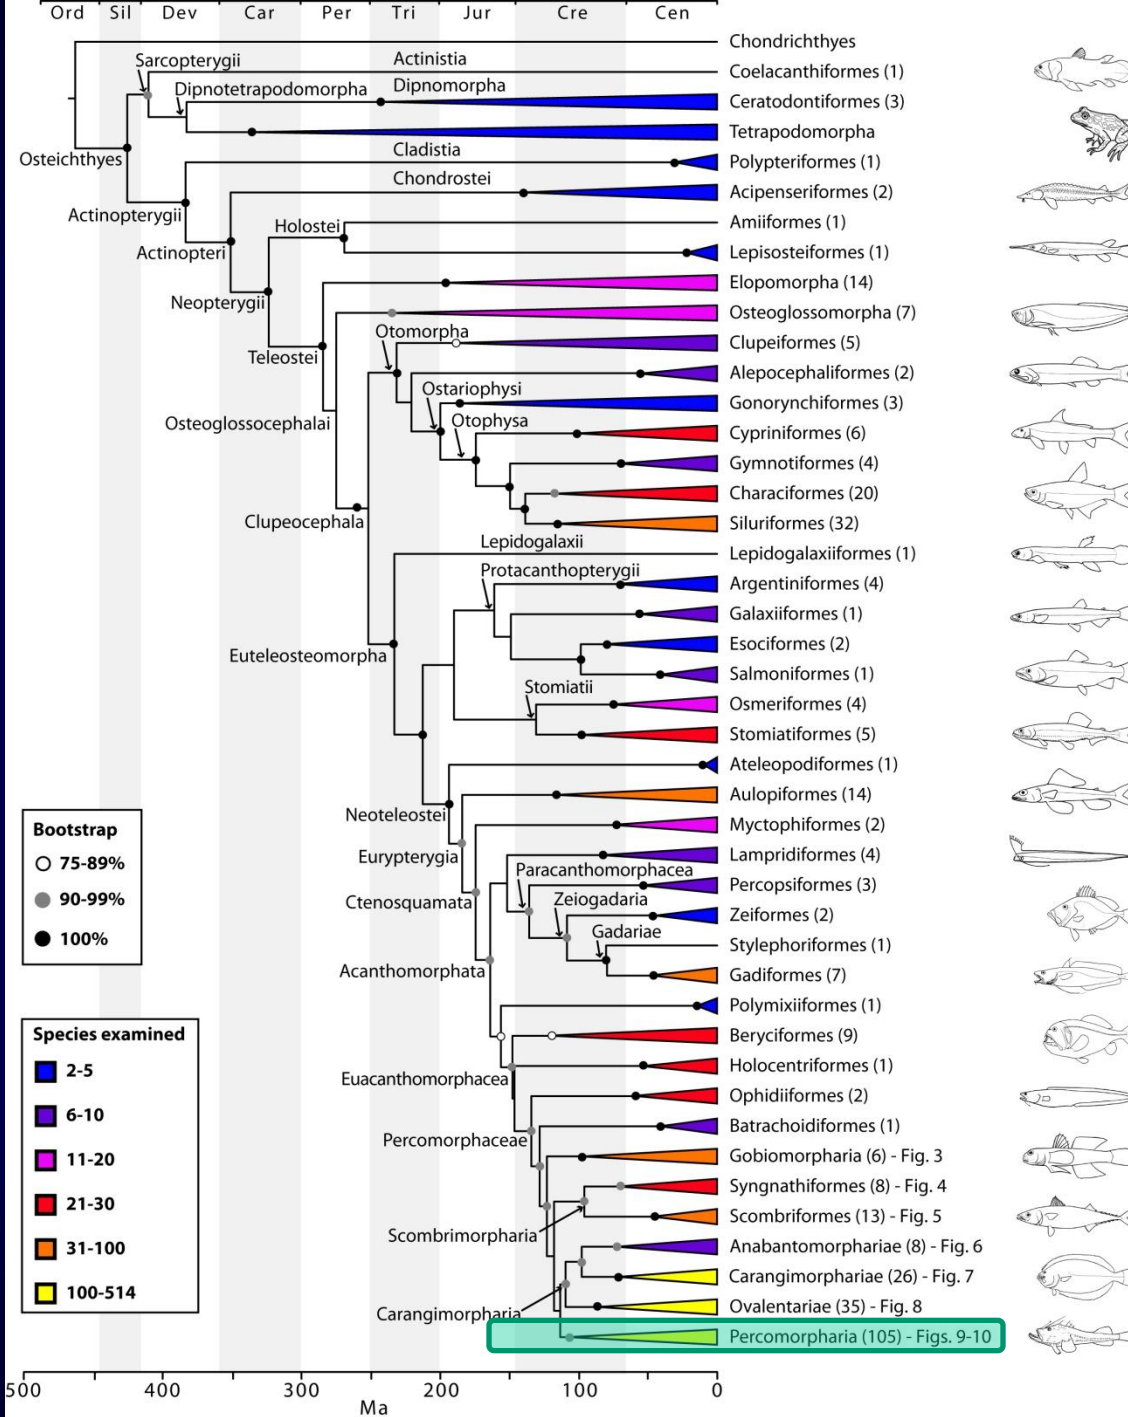 Ord Sil Dev Car Per Tri Jur Cre Cen
Chondrichthyes
Sarcopterygii
Actinistia
Coelacanthiformes (1)
Dipnotetrapodomorpha
Dipnomorpha
Ceratodontiformes (3)
Tetrapodomorpha
Osteichthyes
Cladistia
Polypteriformes (1)
Chondrostei
Acipenseriformes (2)
Actinopterygii
Holostei
Amiiformes (1)
Actinopteri
Lepisosteiformes (1)
Elopomorpha (14)
Neopterygii
Osteoglossomorpha (7)
Otomorpha
Clupeiformes (5)
Teleostei
Alepocephaliformes (2)
Ostariophysi
Gonorynchiformes (3)
Otophysa
Osteoglossocephalai
Cypriniformes (6)
Gymnotiformes (4)
Characiformes (20)
Clupeocephala
Siluriformes (32)
Lepidogalaxii
Lepidogalaxiiformes (1)
Protacanthopterygii
Argentiniformes (4)
Galaxiiformes (1)
Esociformes (2)
Euteleosteomorpha
Salmoniformes (1)
Stomiatii
Osmeriformes (4)
Stomiatiformes (5)
Ateleopodiformes (1)
Aulopiformes (14)
Neoteleostei
Myctophiformes (2)
Eurypterygia
Lampridiformes (4)
Paracanthomorphacea
Percopsiformes (3)
Ctenosquamata
Zeiogadaria
Zeiformes (2)
Gadariae
Stylephoriformes (1)
Acanthomorphata
Gadiformes (7)
Polymixiiformes (1)
Beryciformes (9)
Holocentriformes (1)
Euacanthomorphacea
Ophidiiformes (2)
Batrachoidiformes (1)
Percomorphaceae
Gobiomorpharia (6) - Fig. 3
Syngnathiformes (8) - Fig. 4
Scombriformes (13) - Fig. 5
Scombrimorpharia
Anabantomorphariae (8) - Fig. 6
Carangimorphariae (26) - Fig. 7
Ovalentariae (35) - Fig. 8
Carangimorpharia
Percomorpharia (105) - Figs. 9-10
Bootstrap
75-89%
90-99%
100%
Species examined
2-5
6-10
11-20
21-30
31-100
100-514
500 400 300 200 100 0
Ma